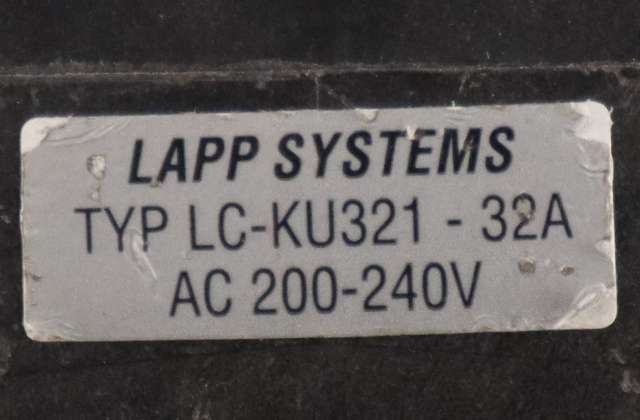 LAPP SYSTEMS
TYP LC-KU321 - 32A
AC 200-240V